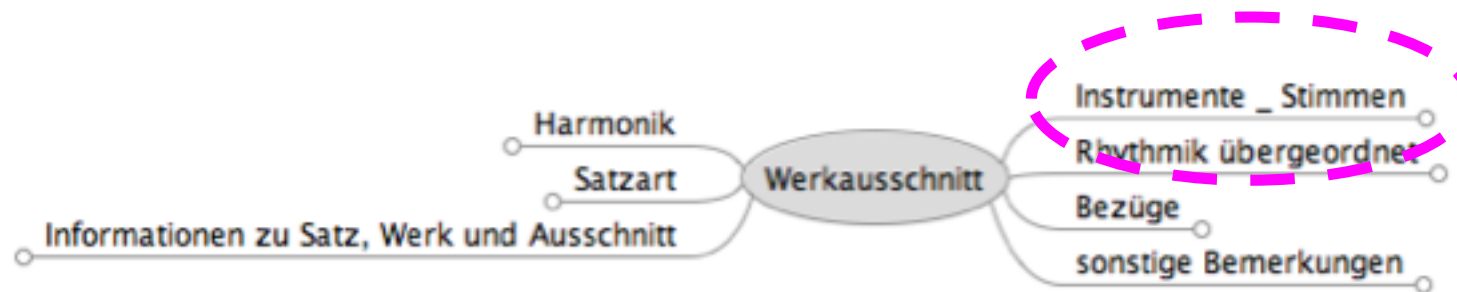 Harmonik
Satzart
Informationen zu Satz, Werk und Ausschnitt
Werkausschnitt
Instrumente _ Stimmen
Rhythmik übergeordnet
Bezüge
sonstige Bemerkungen